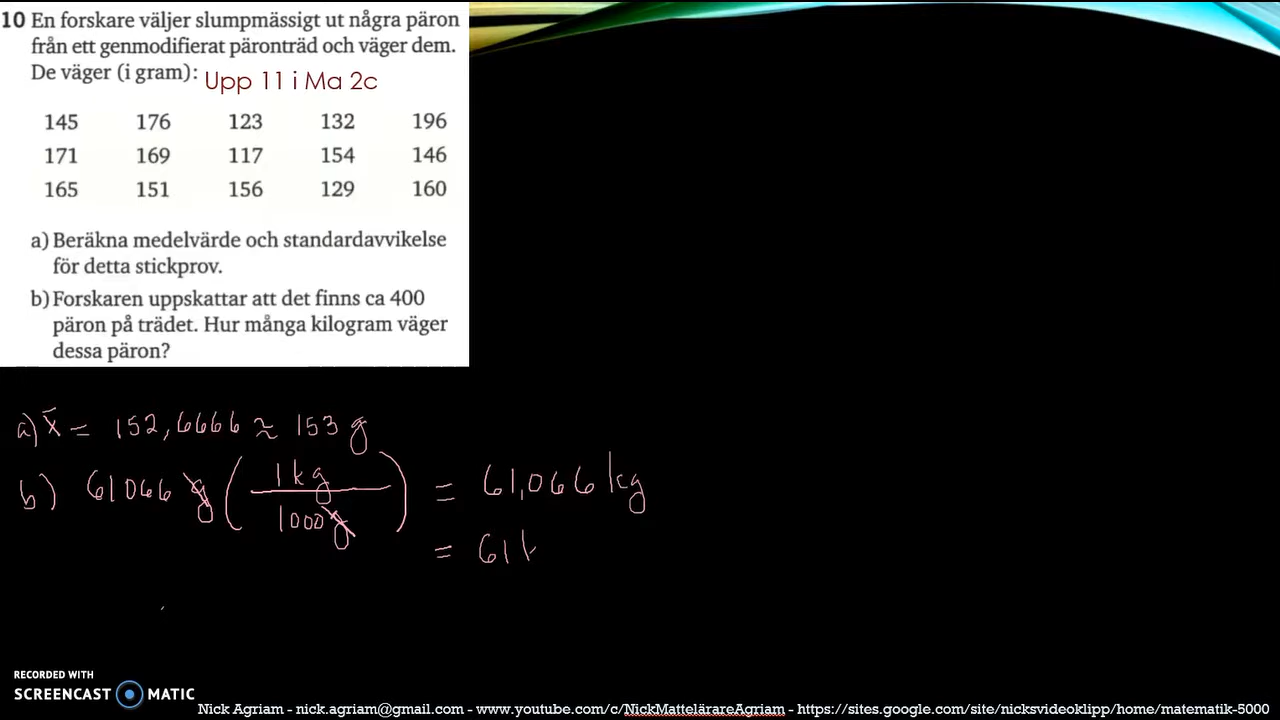 10 En forskare väljer slumpmässigt ut några päron
från ett genmodifierat päronträd och väger dem.
De väger (i gram): Upp 11 i Ma 2c
145 176 123 132 196
171 169 117 154 146
165 151 156 129 160
a) Beräkna medelvärde och standardavvikelse
för detta stickprov.
b) Forskaren uppskattar att det finns ca 400
päron på trädet. Hur många kilogram väger
dessa päron?
a) x̄ = 152,6666 ≈ 153 g
b) 61066 g (1 kg / 1000 g) = 61,066 kg
= 61 k
RECORDED WITH
SCREENCAST MATIC
Nick Agriam - nick.agriam@gmail.com - www.youtube.com/c/NickMattelärareAgriam - https://sites.google.com/site/nicksvideoklipp/home/matematik-5000